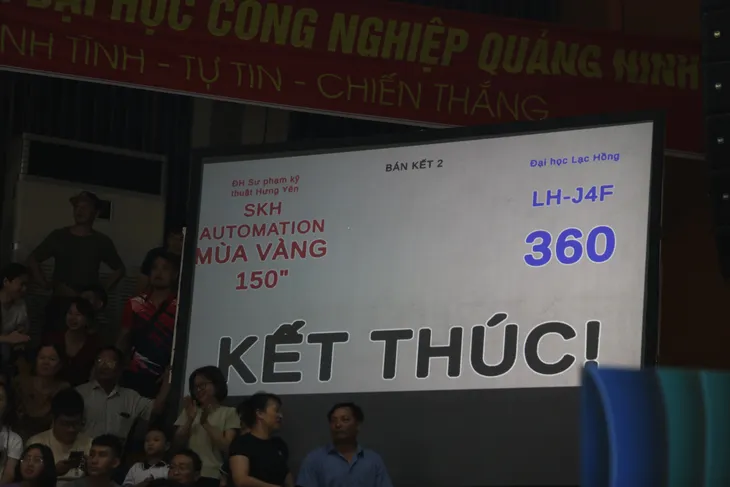 ĐẠI HỌC CÔNG NGHIỆP QUẢNG NINH
TĨNH - TỰ TIN - CHIẾN THẮNG
BÁN KẾT 2
ĐH Sư phạm kỹ
thuật Hưng Yên
SKH
AUTOMATION
MÙA VÀNG
150"
Đại học Lạc Hồng
LH-J4F
360
KẾT THÚC!